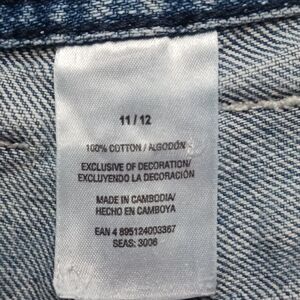 11 / 12
100% COTTON / ALGODÓN
EXCLUSIVE OF DECORATION/
EXCLUYENDO LA DECORACIÓN
MADE IN CAMBODIA/
HECHO EN CAMBOYA
EAN 4 895124003367
SEAS: 3006